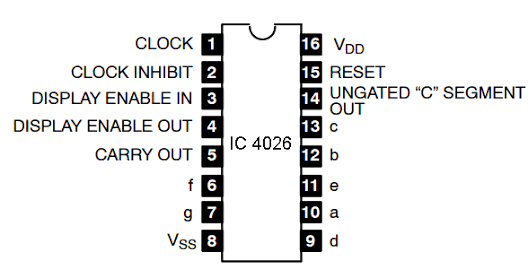 CLOCK 1 16 VDD
CLOCK INHIBIT 2 15 RESET
DISPLAY ENABLE IN 3 14 UNGATED “C” SEGMENT
OUT
DISPLAY ENABLE OUT 4 13 c
IC 4026
CARRY OUT 5 12 b
f 6 11 e
g 7 10 a
VSS 8 9 d